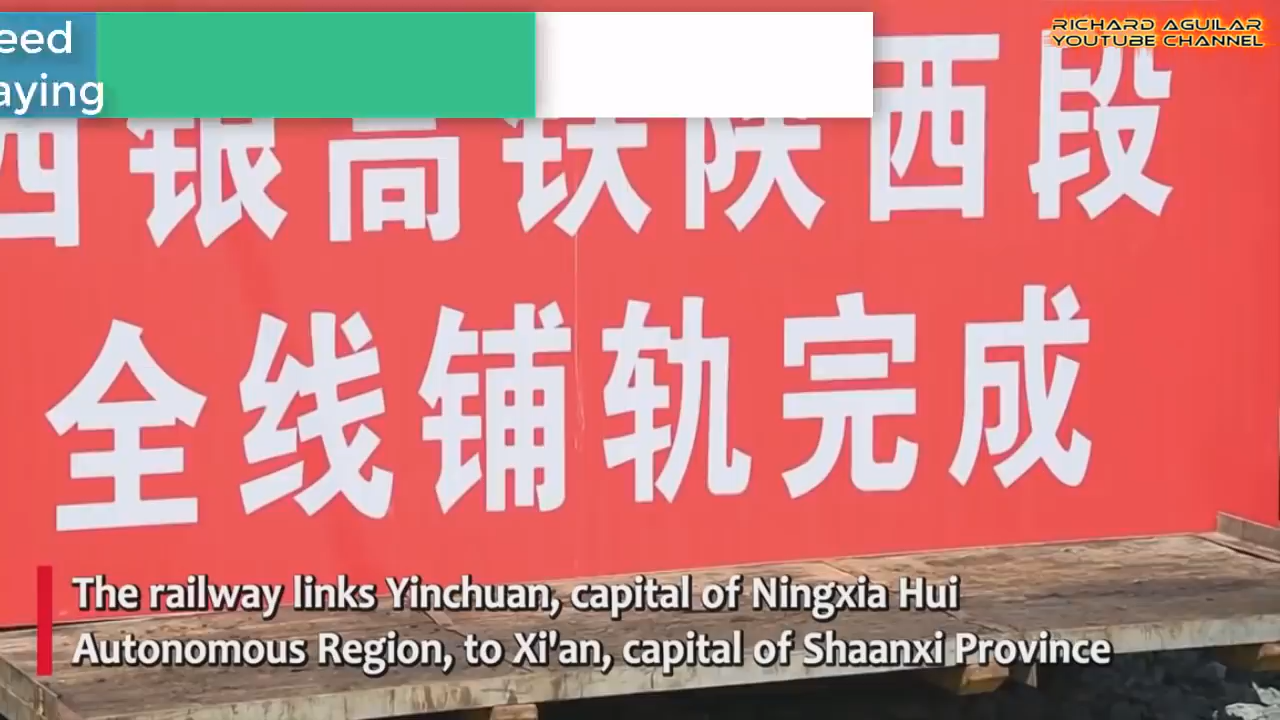 RICHARD AGUILAR
YOUTUBE CHANNEL
eed
aying
西银高铁陕西段
全线铺轨完成
The railway links Yinchuan, capital of Ningxia Hui
Autonomous Region, to Xi'an, capital of Shaanxi Province